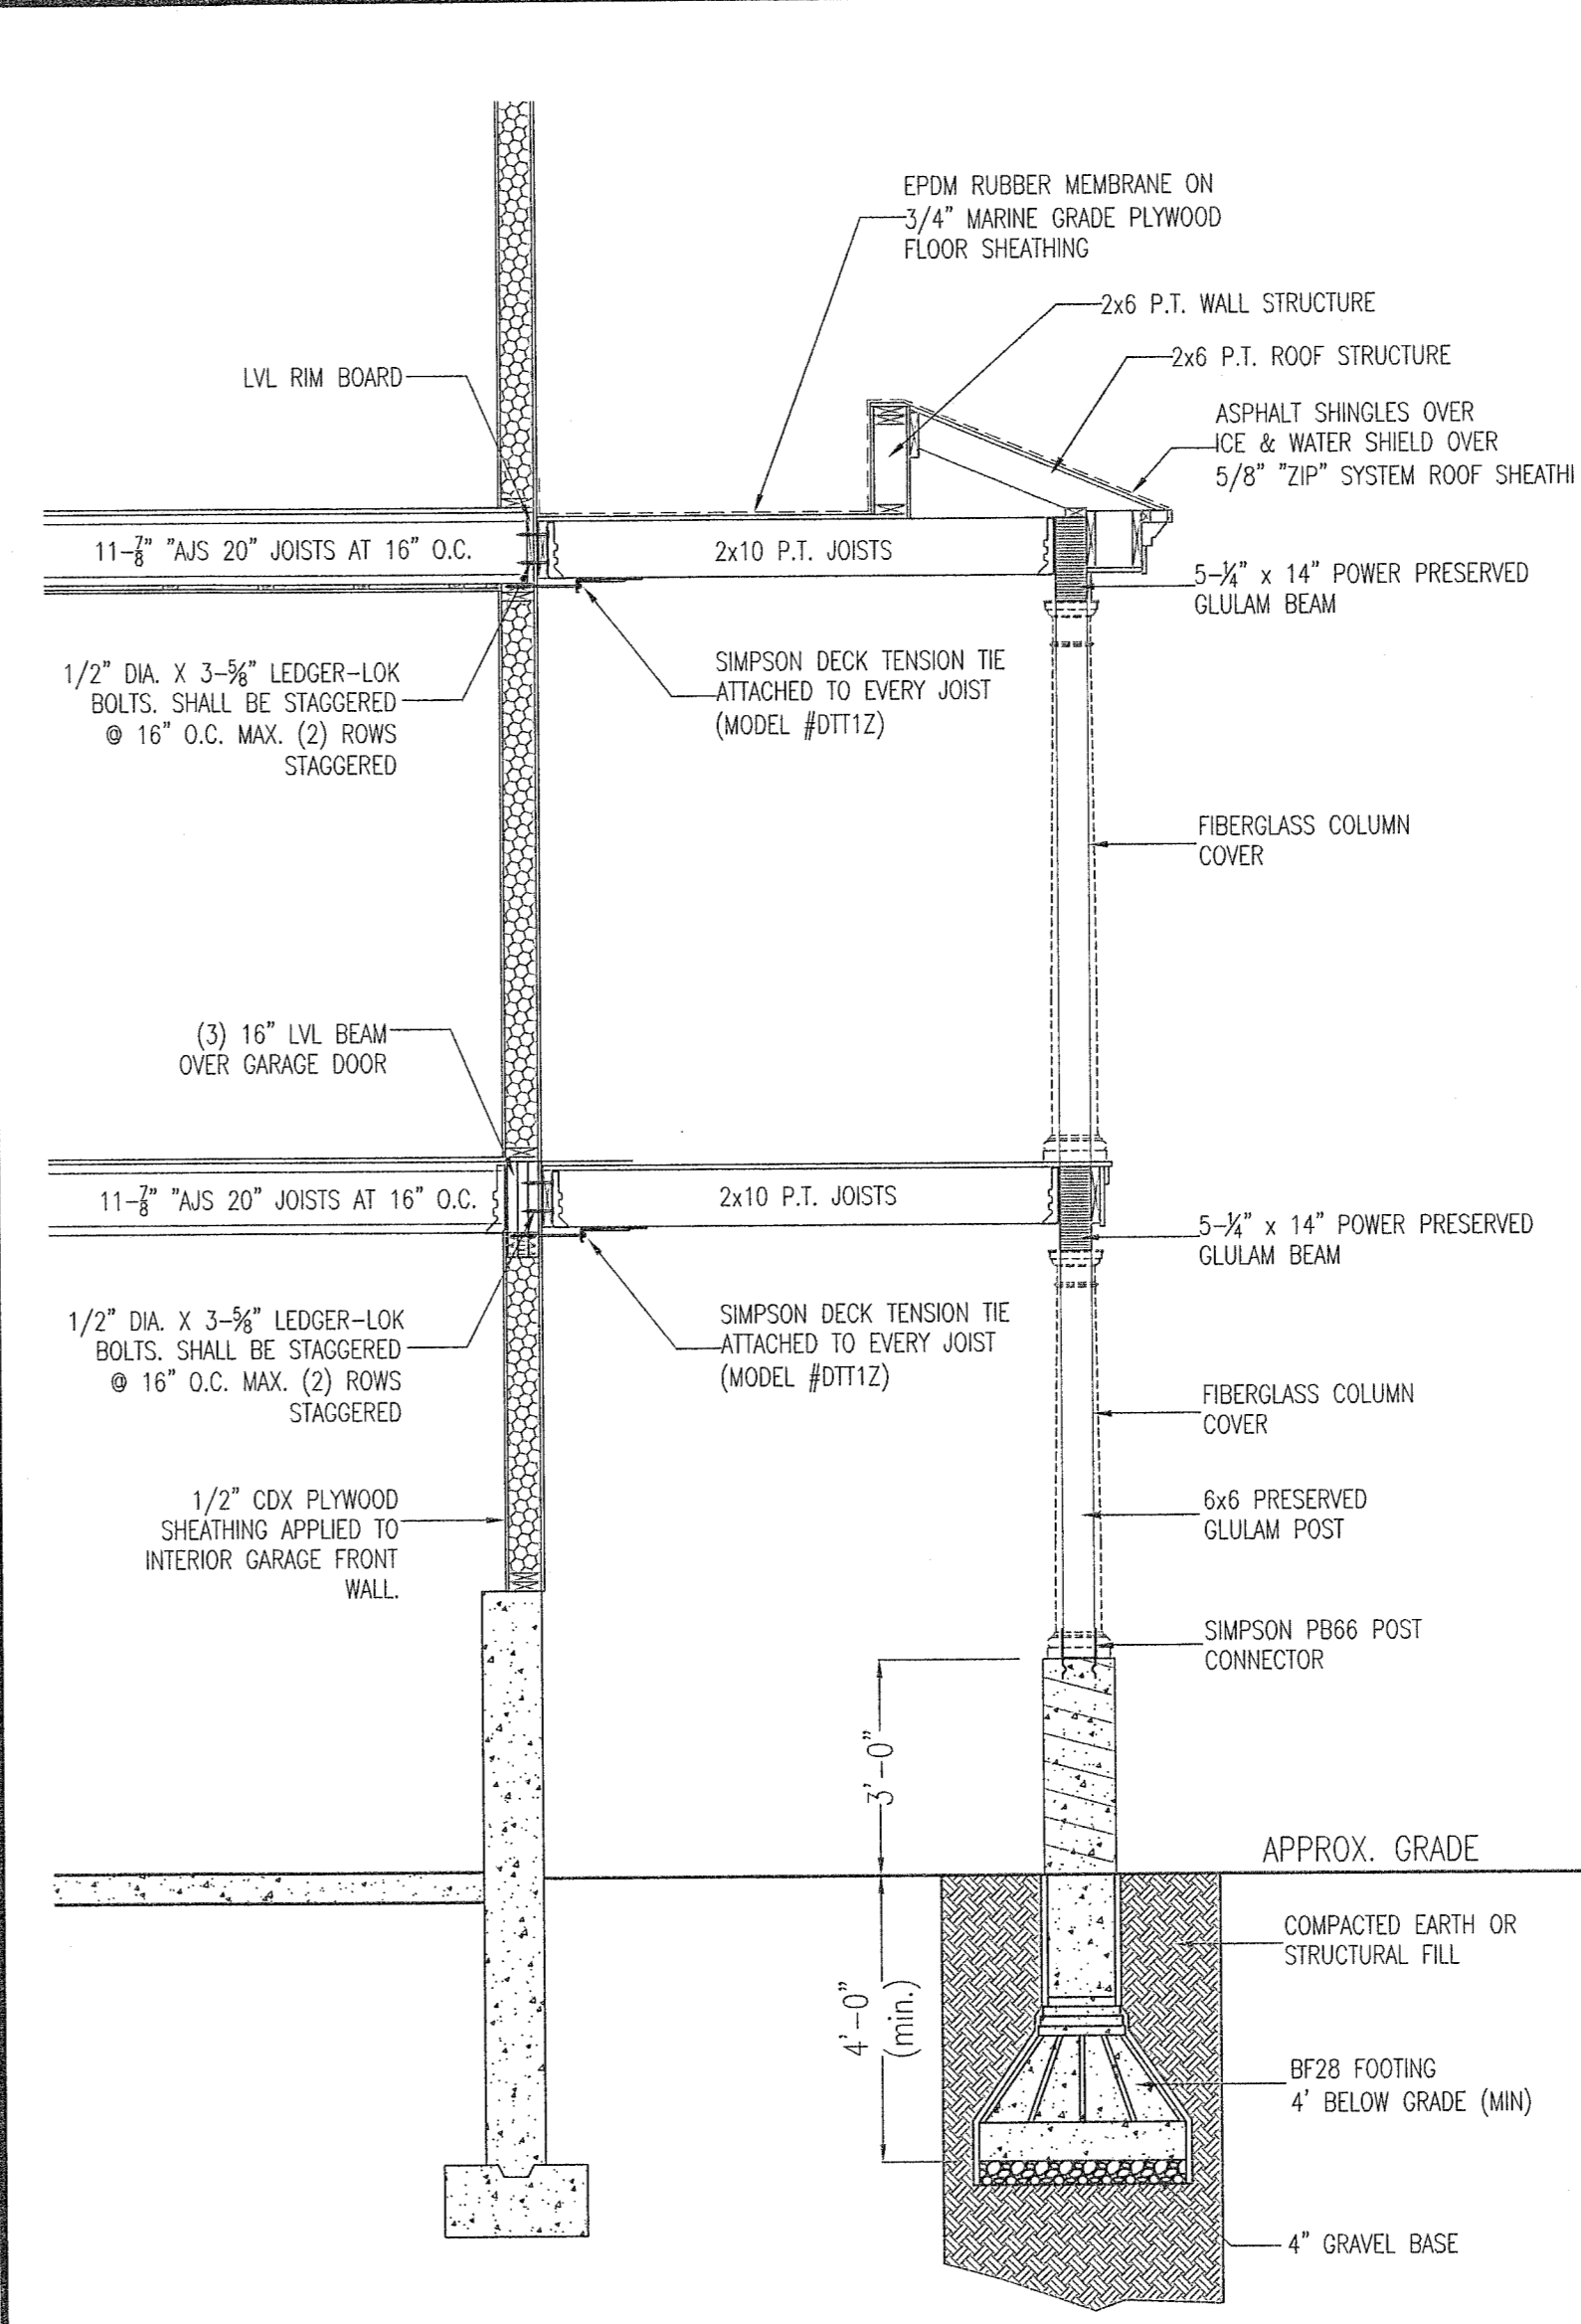 EPDM RUBBER MEMBRANE ON
3/4" MARINE GRADE PLYWOOD
FLOOR SHEATHING
2x6 P.T. WALL STRUCTURE
2x6 P.T. ROOF STRUCTURE
LVL RIM BOARD
ASPHALT SHINGLES OVER
ICE & WATER SHIELD OVER
5/8" "ZIP" SYSTEM ROOF SHEATHI
11-7/8" "AJS 20" JOISTS AT 16" O.C.
2x10 P.T. JOISTS
5-1/4" x 14" POWER PRESERVED
GLULAM BEAM
1/2" DIA. X 3-5/8" LEDGER-LOK
BOLTS. SHALL BE STAGGERED
@ 16" O.C. MAX. (2) ROWS
STAGGERED
SIMPSON DECK TENSION TIE
ATTACHED TO EVERY JOIST
(MODEL #DTT1Z)
FIBERGLASS COLUMN
COVER
(3) 16" LVL BEAM
OVER GARAGE DOOR
11-7/8" "AJS 20" JOISTS AT 16" O.C.
2x10 P.T. JOISTS
5-1/4" x 14" POWER PRESERVED
GLULAM BEAM
1/2" DIA. X 3-5/8" LEDGER-LOK
BOLTS. SHALL BE STAGGERED
@ 16" O.C. MAX. (2) ROWS
STAGGERED
SIMPSON DECK TENSION TIE
ATTACHED TO EVERY JOIST
(MODEL #DTT1Z)
FIBERGLASS COLUMN
COVER
1/2" CDX PLYWOOD
SHEATHING APPLIED TO
INTERIOR GARAGE FRONT
WALL.
6x6 PRESERVED
GLULAM POST
SIMPSON PB66 POST
CONNECTOR
3'-0"
APPROX. GRADE
COMPACTED EARTH OR
STRUCTURAL FILL
4'-0"
(min.)
BF28 FOOTING
4' BELOW GRADE (MIN)
4" GRAVEL BASE